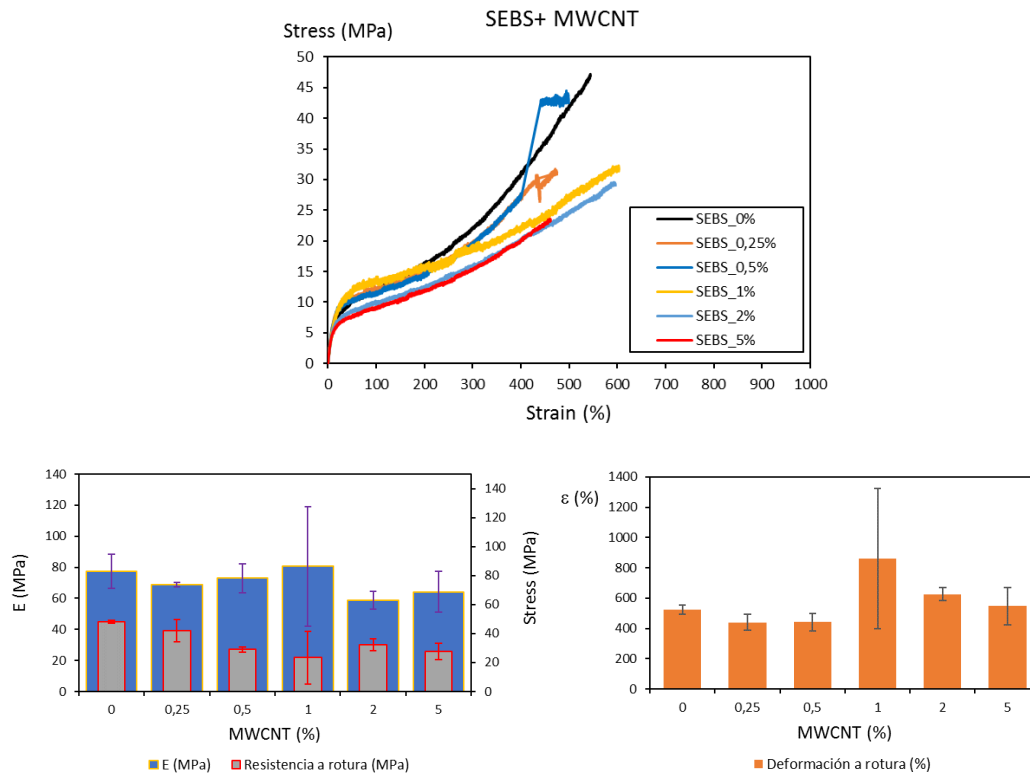 SEBS+ MWCNT
Stress (MPa)
50
45
40
35
30
25
20
15
10
5
0
0 100 200 300 400 500 600 700 800 900 1000
Strain (%)
SEBS_0%
SEBS_0,25%
SEBS_0,5%
SEBS_1%
SEBS_2%
SEBS_5%
E (MPa)
140
120
100
80
60
40
20
0
140
120
100
80
60
40
20
0
Stress (MPa)
0 0,25 0,5 1 2 5
MWCNT (%)
E (MPa) Resistencia a rotura (MPa)
ε (%)
1400
1200
1000
800
600
400
200
0
0 0,25 0,5 1 2 5
MWCNT (%)
Deformación a rotura (%)